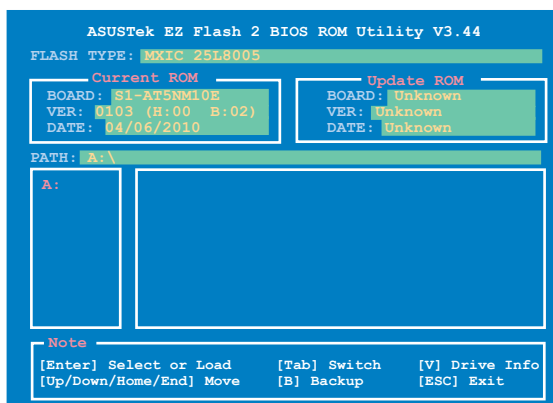 ASUSTek EZ Flash 2 BIOS ROM Utility V3.44
FLASH TYPE: MXIC 25L8005
Current ROM
BOARD: S1-AT5NM10E
VER: 0103 (H:00 B:02)
DATE: 04/06/2010
Update ROM
BOARD: Unknown
VER: Unknown
DATE: Unknown
PATH: A:\
A:
Note
[Enter] Select or Load [Tab] Switch [V] Drive Info
[Up/Down/Home/End] Move [B] Backup [ESC] Exit